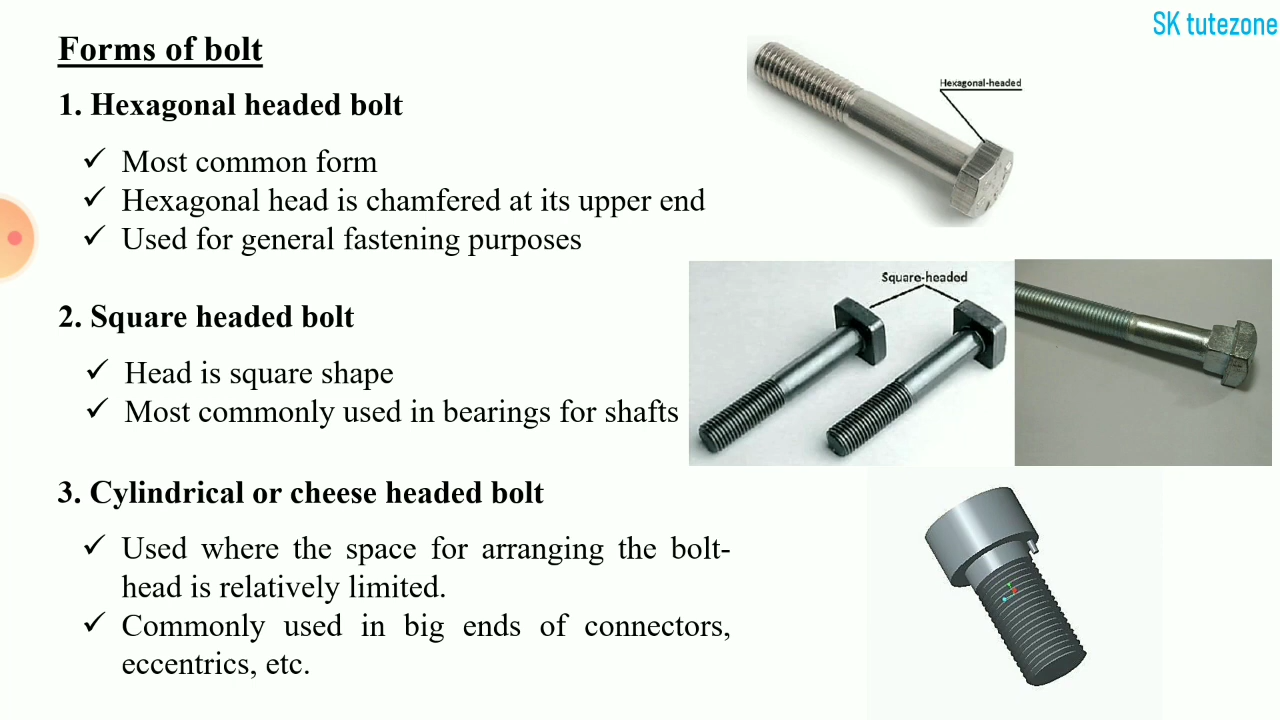 SK tutezone
Forms of bolt
1. Hexagonal headed bolt
✓ Most common form
✓ Hexagonal head is chamfered at its upper end
✓ Used for general fastening purposes
Hexagonal-headed
2. Square headed bolt
✓ Head is square shape
✓ Most commonly used in bearings for shafts
Square-headed
3. Cylindrical or cheese headed bolt
✓ Used where the space for arranging the bolt-
head is relatively limited.
✓ Commonly used in big ends of connectors,
eccentrics, etc.